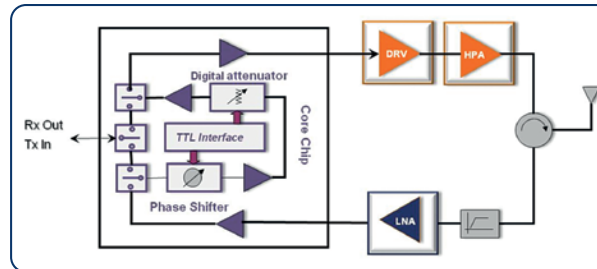 DRV
HPA
Digital attenuator
Rx Out
Tx In
TTL Interface
Core Chip
Phase Shifter
LNA